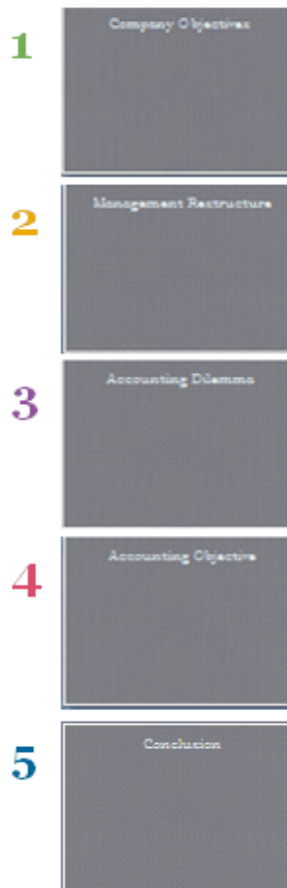 1
Company Objectives
2
Management Restructure
3
Accounting Dilemma
4
Accounting Objective
5
Conclusion